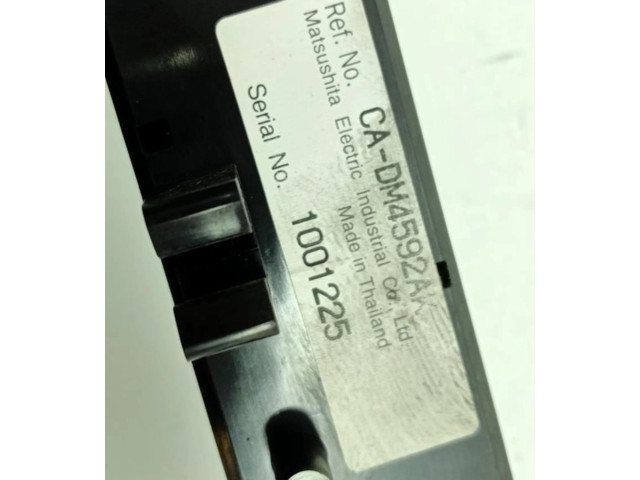 Ref. No. CA-DM4592AK
Matsushita Electric Industrial Co. Ltd
Made in Thailand
Serial No. 1001225